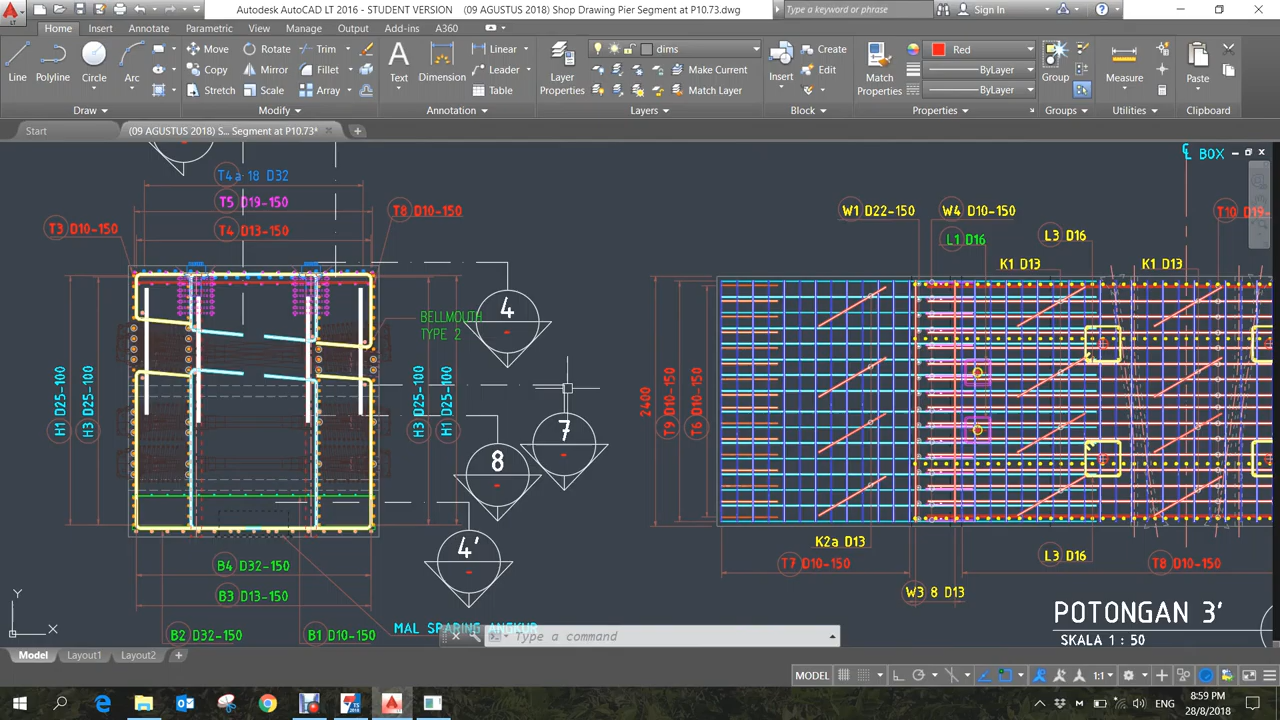 Autodesk AutoCAD LT 2016 - STUDENT VERSION (09 AGUSTUS 2018) Shop Drawing Pier Segment at P10.73.dwg
Type a keyword or phrase
Sign In
LT
Home Insert Annotate Parametric View Manage Output Add-ins A360
Line Polyline Circle Arc
Move Rotate Trim
Copy Mirror Fillet
Stretch Scale Array
Text Dimension
Linear
Leader
Table
Layer Properties
dims
Make Current
Match Layer
Insert
Create
Edit
Match Properties
Red
ByLayer
ByLayer
Group
Measure
Paste
Draw Modify Annotation Layers Block Properties Groups Utilities Clipboard
Start
(09 AGUSTUS 2018) S... Segment at P10.73*
T4a 18 D32
T5 D19-150
T4 D13-150
T3 D10-150
T8 D10-150
4
BELLMOUTH
TYPE 2
H1 D25-100
H3 D25-100
H3 D25-100
H1 D25-100
7
8
4'
B4 D32-150
B3 D13-150
B2 D32-150
B1 D10-150
MAL SPARING ANGKUR
BOX
W1 D22-150
W4 D10-150
T10 D19-
L1 D16
L3 D16
K1 D13
K1 D13
2400
T9 D10-150
T6 D10-150
K2a D13
L3 D16
T7 D10-150
T8 D10-150
W3 8 D13
POTONGAN 3'
SKALA 1 : 50
Y
X
Type a command
Model Layout1 Layout2
MODEL
1:1
ENG
8:59 PM
28/8/2018